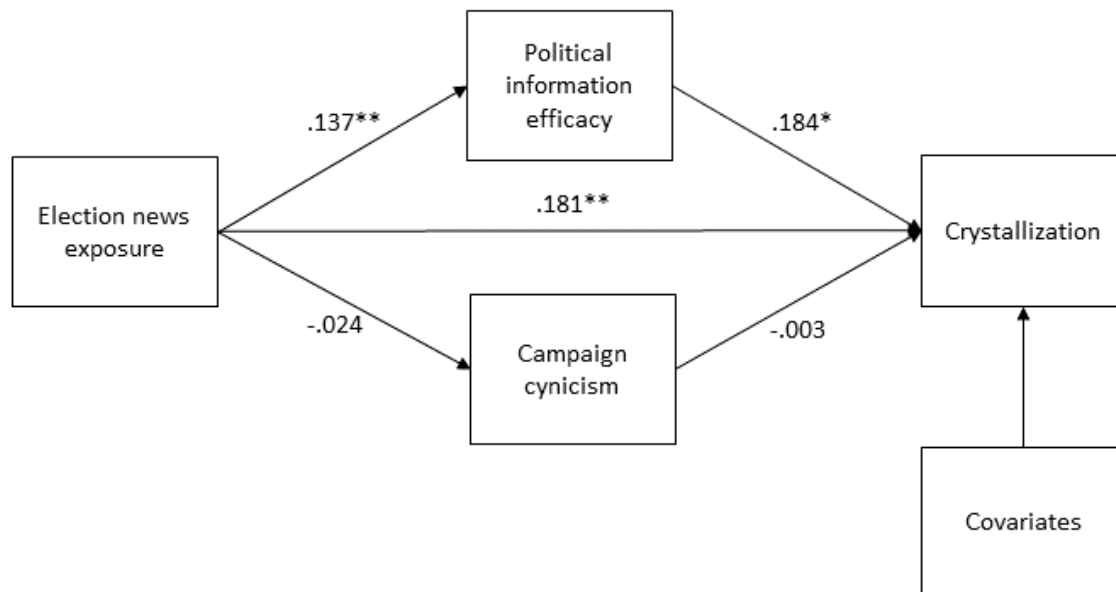 Political
information
efficacy
.137**
.184*
Election news
exposure
.181**
Crystallization
-.024
-.003
Campaign
cynicism
Covariates